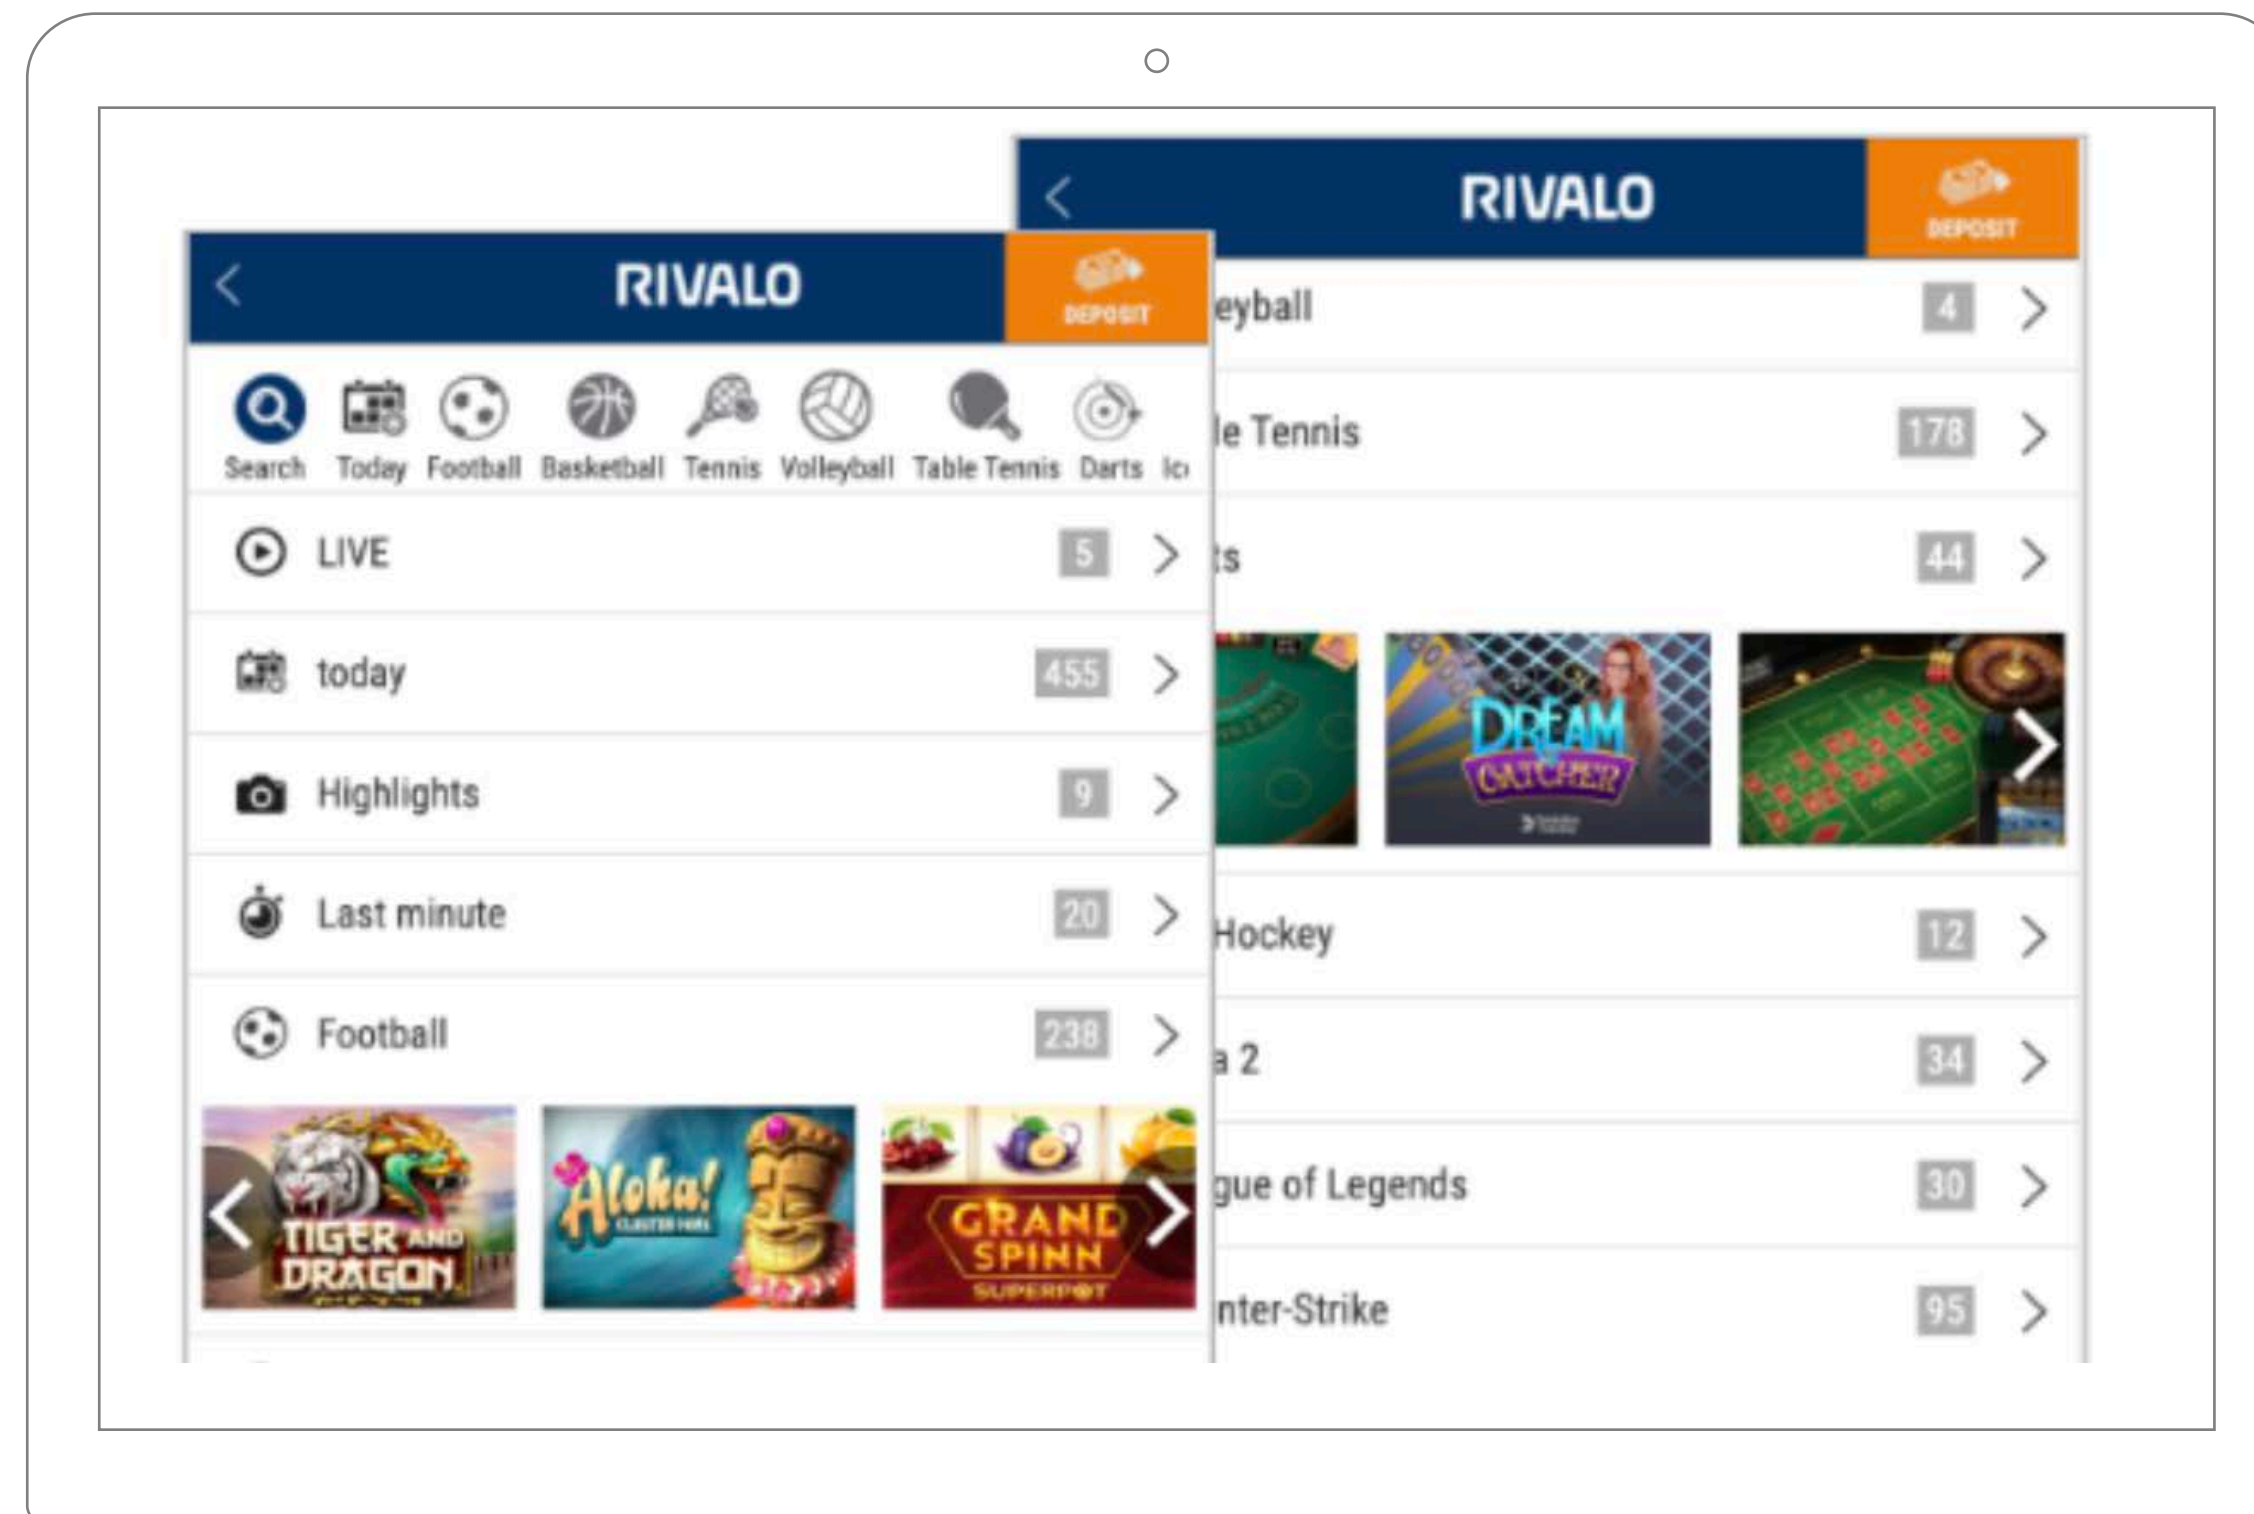 RIVALO
DEPOSIT
Search Today Football Basketball Tennis Volleyball Table Tennis Darts Ic
LIVE 5
today 455
Highlights 9
Last minute 20
Football 238
TIGER AND
DRAGON
Aloha!
GRAND
SPINN
SUPERPOT
RIVALO
DEPOSIT
eyball 4
le Tennis 178
ts 44
DREAM
CATCHER
Hockey 12
a 2 34
gue of Legends 30
nter-Strike 95